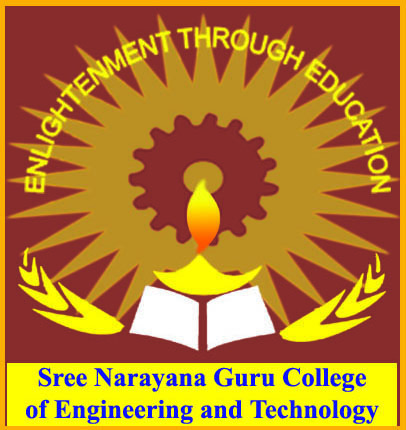 ENLIGHTENMENT THROUGH EDUCATION
Sree Narayana Guru College
of Engineering and Technology